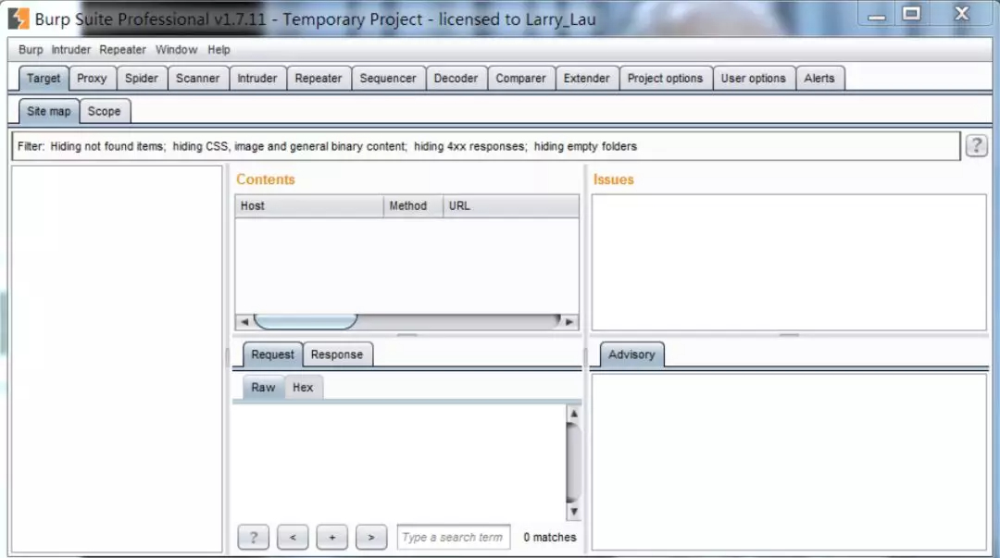 Burp Suite Professional v1.7.11 - Temporary Project - licensed to Larry_Lau
Burp Intruder Repeater Window Help
Target Proxy Spider Scanner Intruder Repeater Sequencer Decoder Comparer Extender Project options User options Alerts
Site map Scope
Filter: Hiding not found items; hiding CSS, image and general binary content; hiding 4xx responses; hiding empty folders ?
Contents
Host Method URL
Issues
Request Response
Raw Hex
? < + > Type a search term 0 matches
Advisory